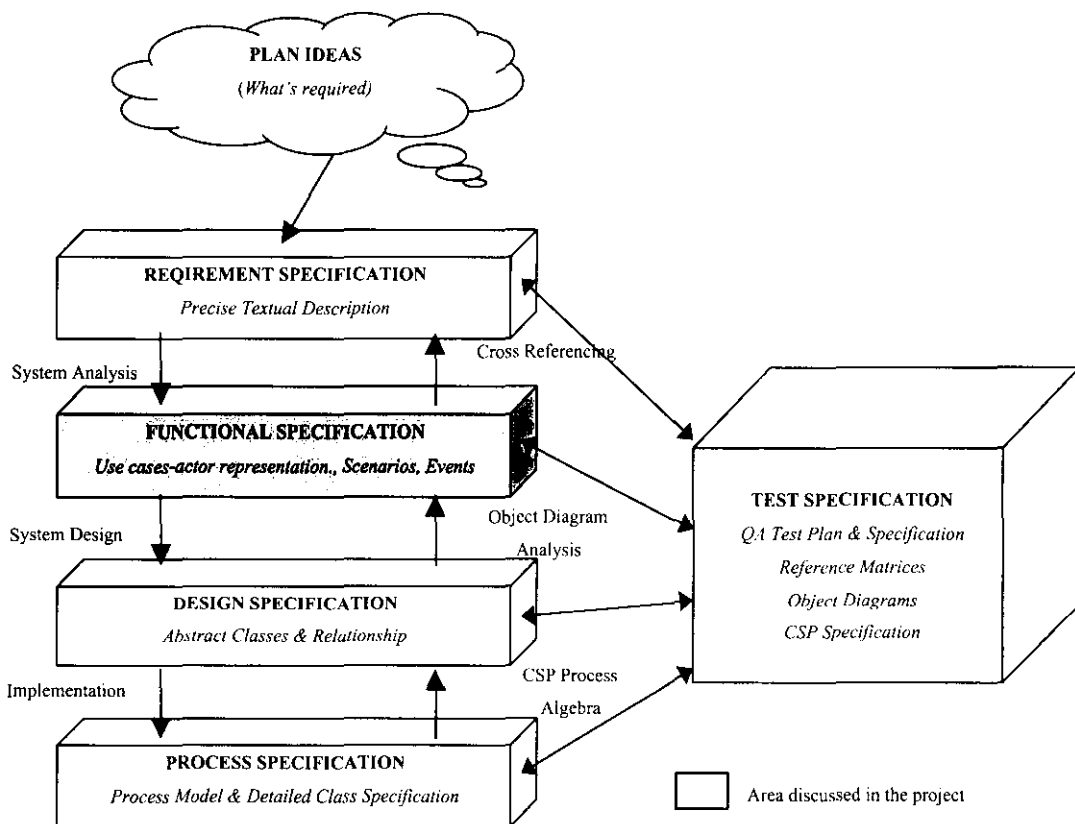 PLAN IDEAS
(What's required)
REQIREMENT SPECIFICATION
Precise Textual Description
Cross Referencing
System Analysis
FUNCTIONAL SPECIFICATION
Use cases-actor representation., Scenarios, Events
System Design
Object Diagram
Analysis
TEST SPECIFICATION
QA Test Plan & Specification
Reference Matrices
Object Diagrams
CSP Specification
DESIGN SPECIFICATION
Abstract Classes & Relationship
Implementation
CSP Process
Algebra
PROCESS SPECIFICATION
Process Model & Detailed Class Specification
Area discussed in the project